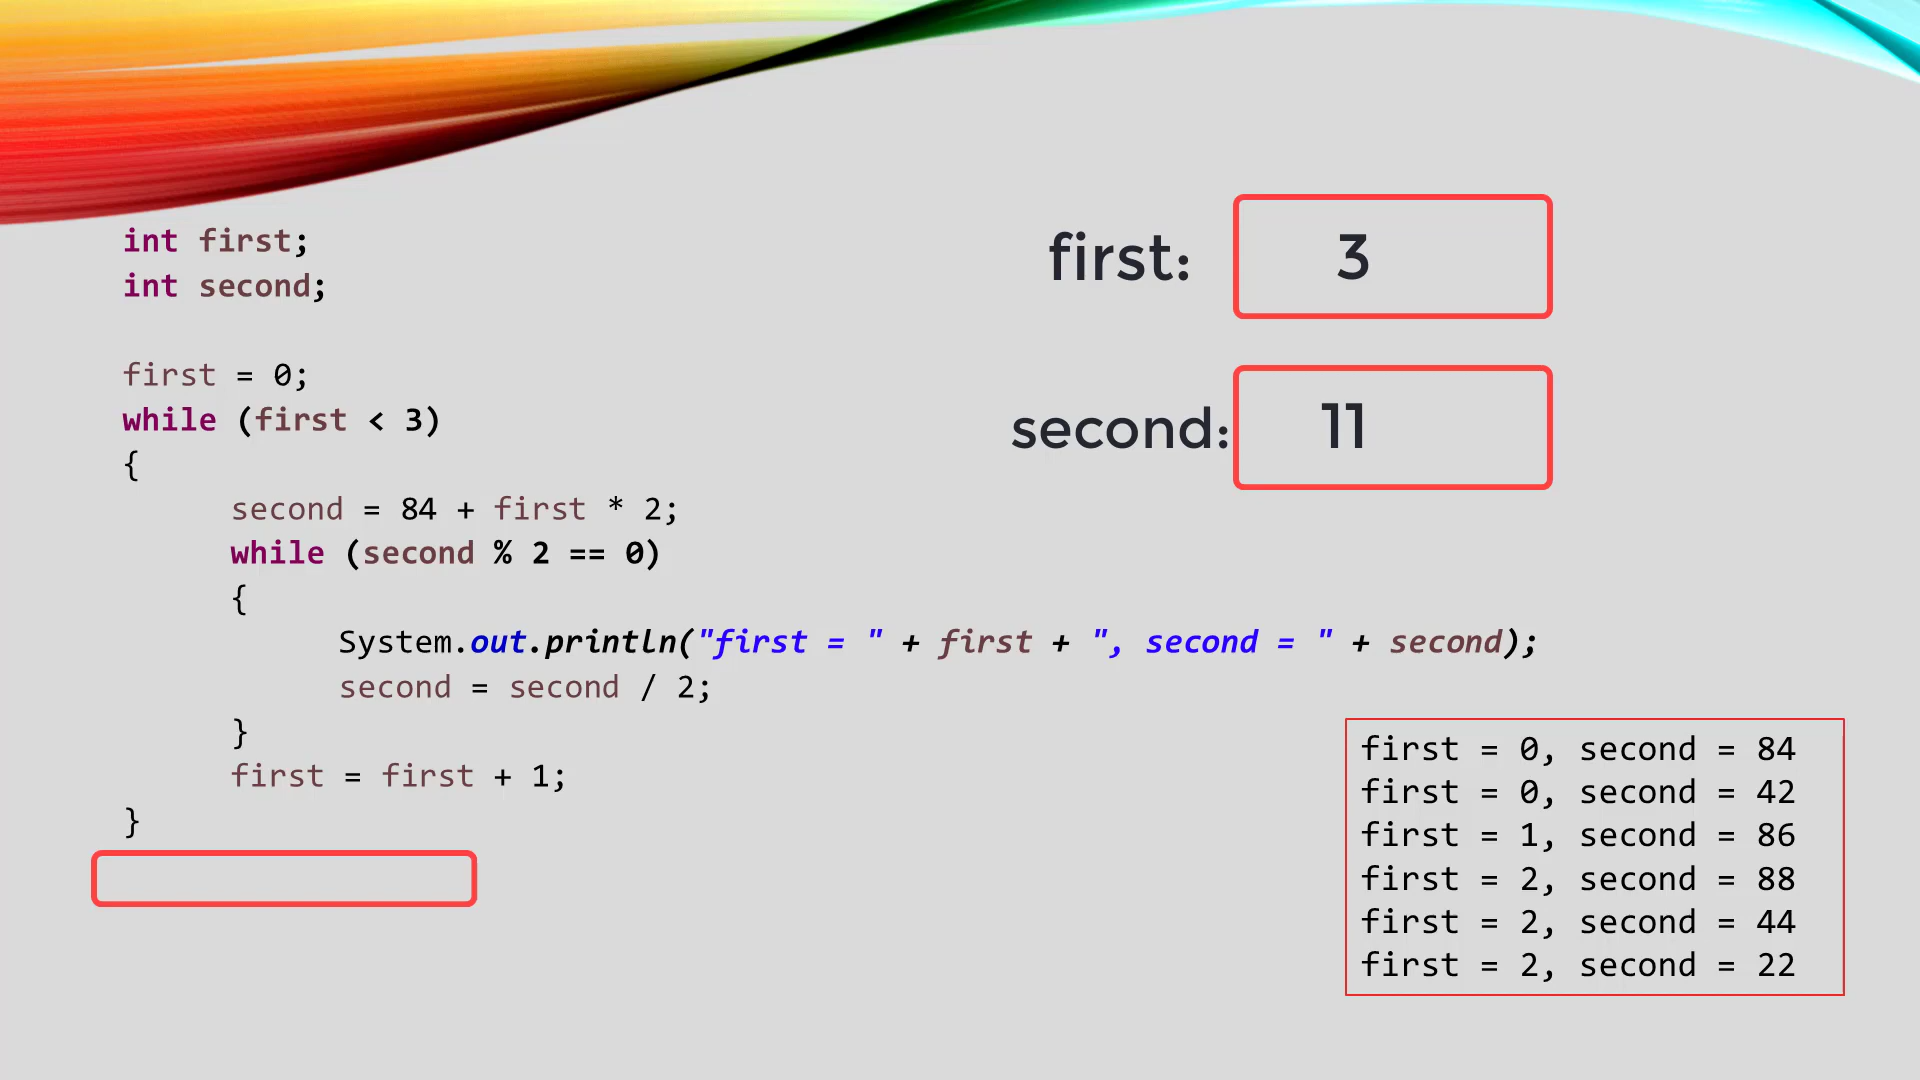 int first;
int second;
first = 0;
while (first < 3)
{
second = 84 + first * 2;
while (second % 2 == 0)
{
System.out.println("first = " + first + ", second = " + second);
second = second / 2;
}
first = first + 1;
}
first: 3
second: 11
first = 0, second = 84
first = 0, second = 42
first = 1, second = 86
first = 2, second = 88
first = 2, second = 44
first = 2, second = 22